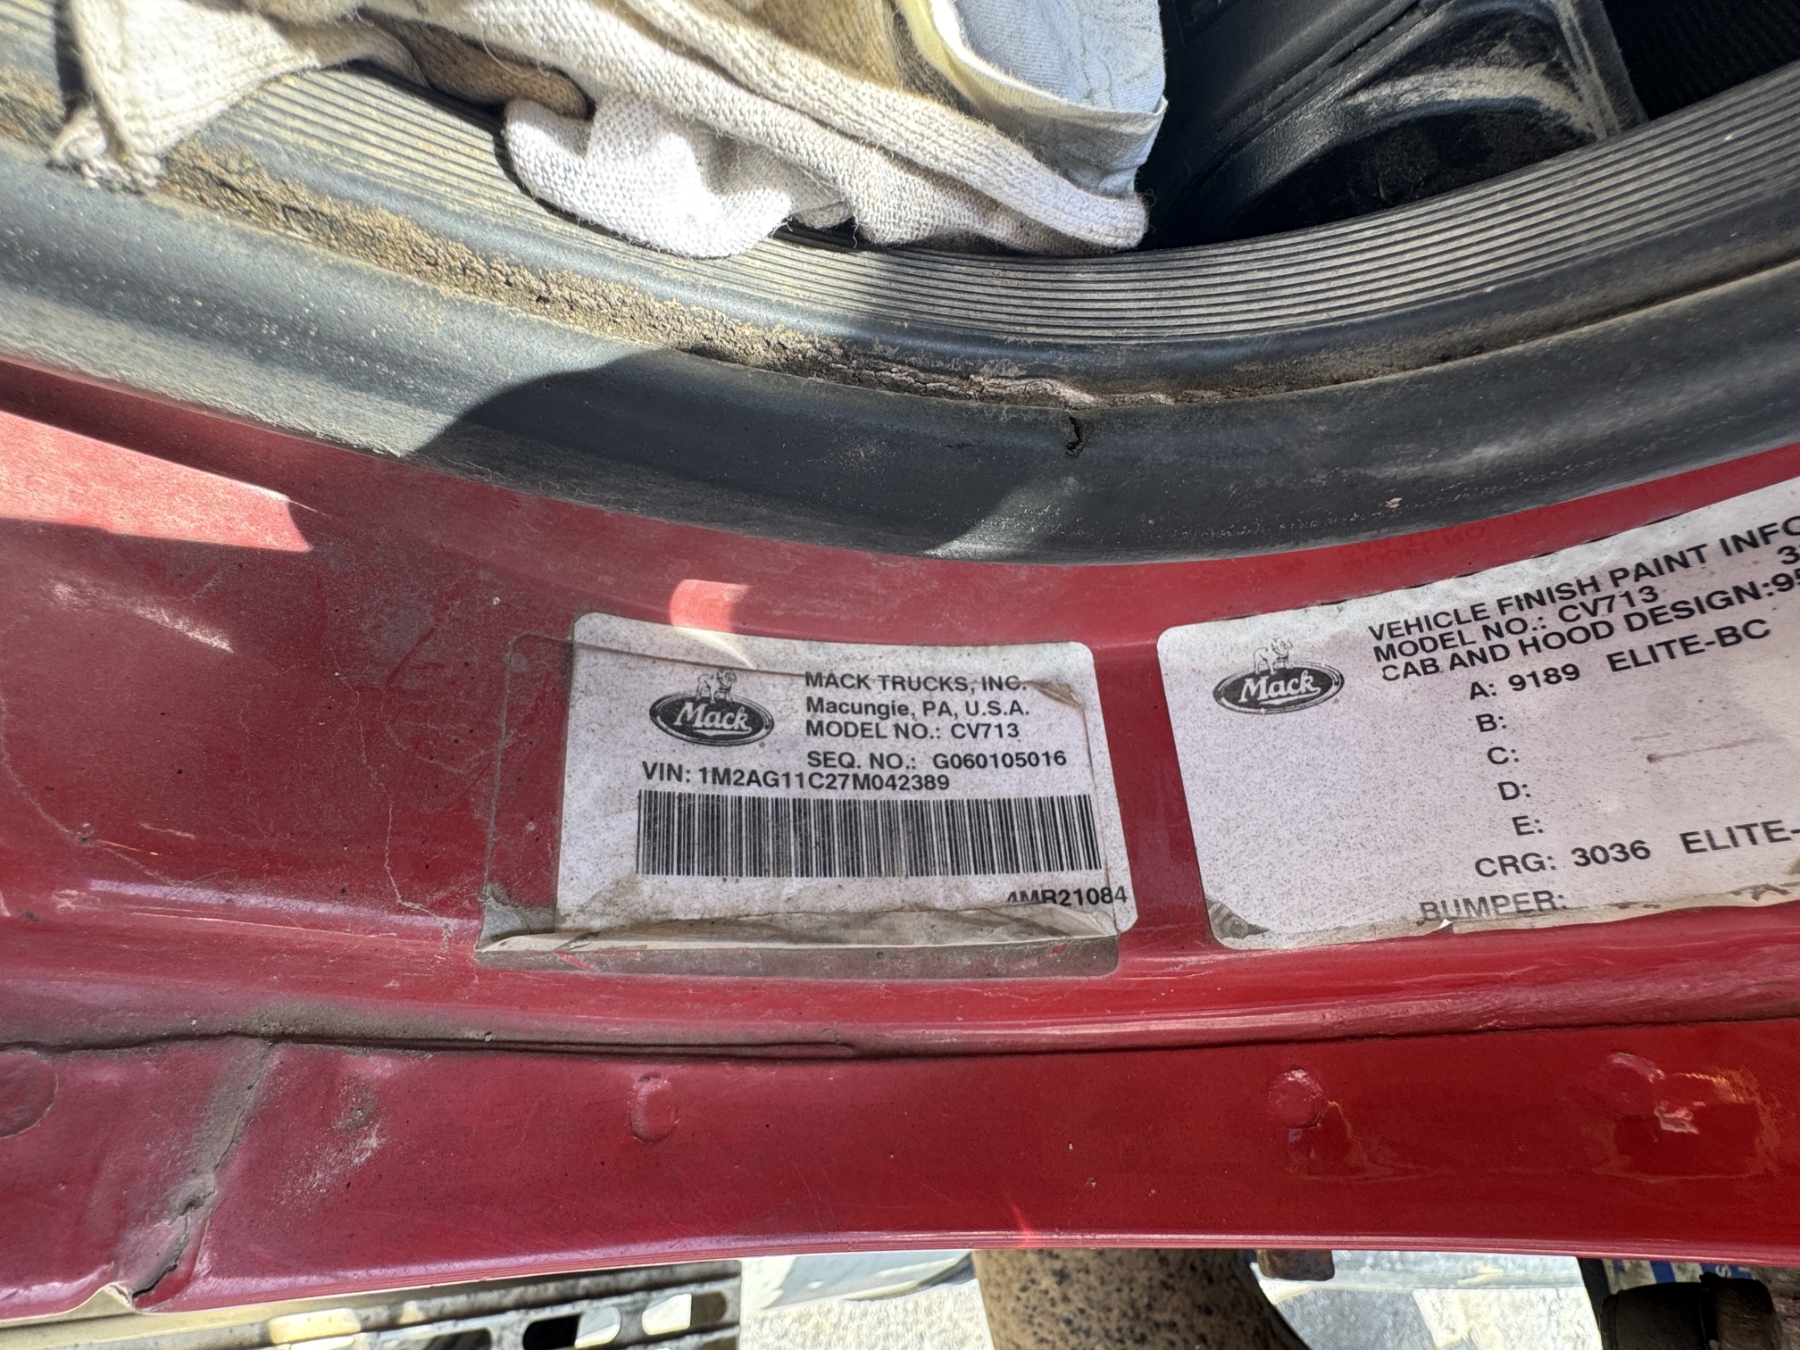 Mack
MACK TRUCKS, INC.
Macungie, PA, U.S.A.
MODEL NO.: CV713
SEQ. NO.: G060105016
VIN: 1M2AG11C27M042389
4MR21084
Mack
VEHICLE FINISH PAINT INFO
MODEL NO.: CV713
CAB AND HOOD DESIGN:95
A: 9189 ELITE-BC
B:
C:
D:
E:
CRG: 3036 ELITE-
BUMPER: